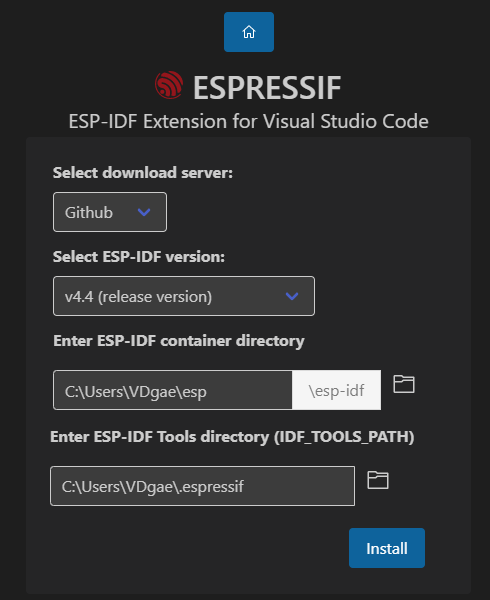 ESPRESSIF
ESP-IDF Extension for Visual Studio Code
Select download server:
Github
Select ESP-IDF version:
v4.4 (release version)
Enter ESP-IDF container directory
C:\Users\VDgae\esp \esp-idf
Enter ESP-IDF Tools directory (IDF_TOOLS_PATH)
C:\Users\VDgae\.espressif
Install